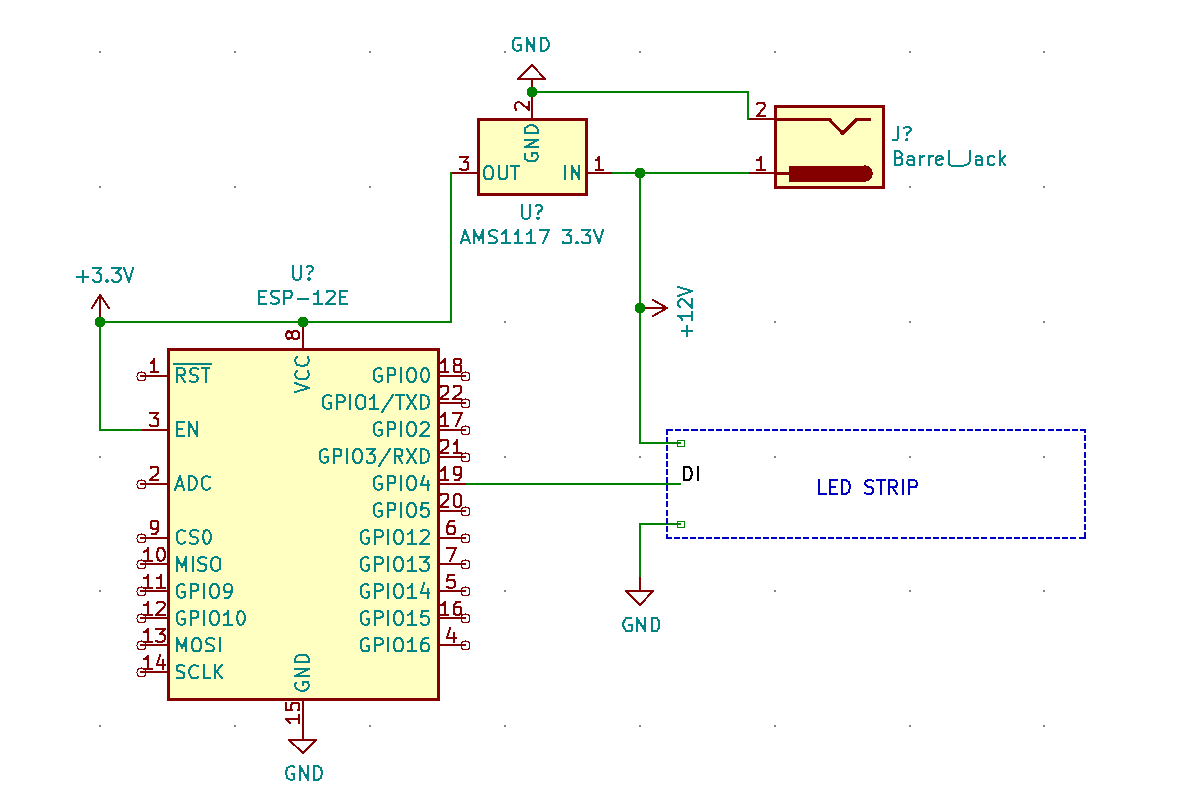 GND
2
GND
3
OUT
IN
1
U?
AMS1117 3.3V
2
1
J?
Barrel_Jack
+3.3V
+12V
U?
ESP-12E
8
VCC
1
RST
3
EN
2
ADC
9
CS0
10
MISO
11
GPIO9
12
GPIO10
13
MOSI
14
SCLK
GPIO0
18
GPIO1/TXD
22
GPIO2
17
GPIO3/RXD
21
GPIO4
19
GPIO5
20
GPIO12
6
GPIO13
7
GPIO14
5
GPIO15
16
GPIO16
4
GND
15
GND
DI
LED STRIP
GND